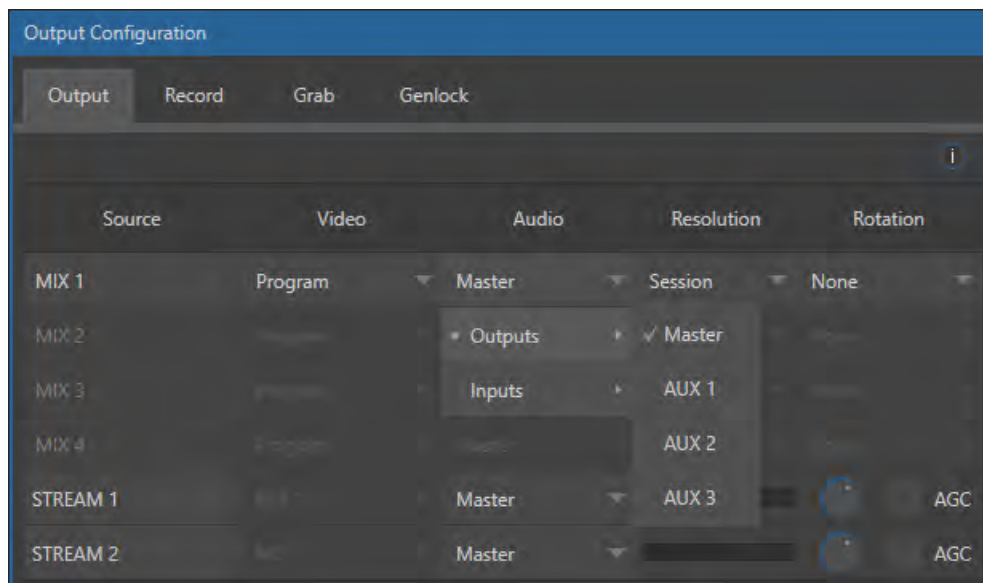 Output Configuration
Output Record Grab Genlock
i
Source Video Audio Resolution Rotation
MIX 1 Program Master Session None
MIX 2 Outputs ✓ Master
MIX 3 Inputs AUX 1
MIX 4 Program AUX 2
STREAM 1 Master AUX 3 AGC
STREAM 2 Master AGC